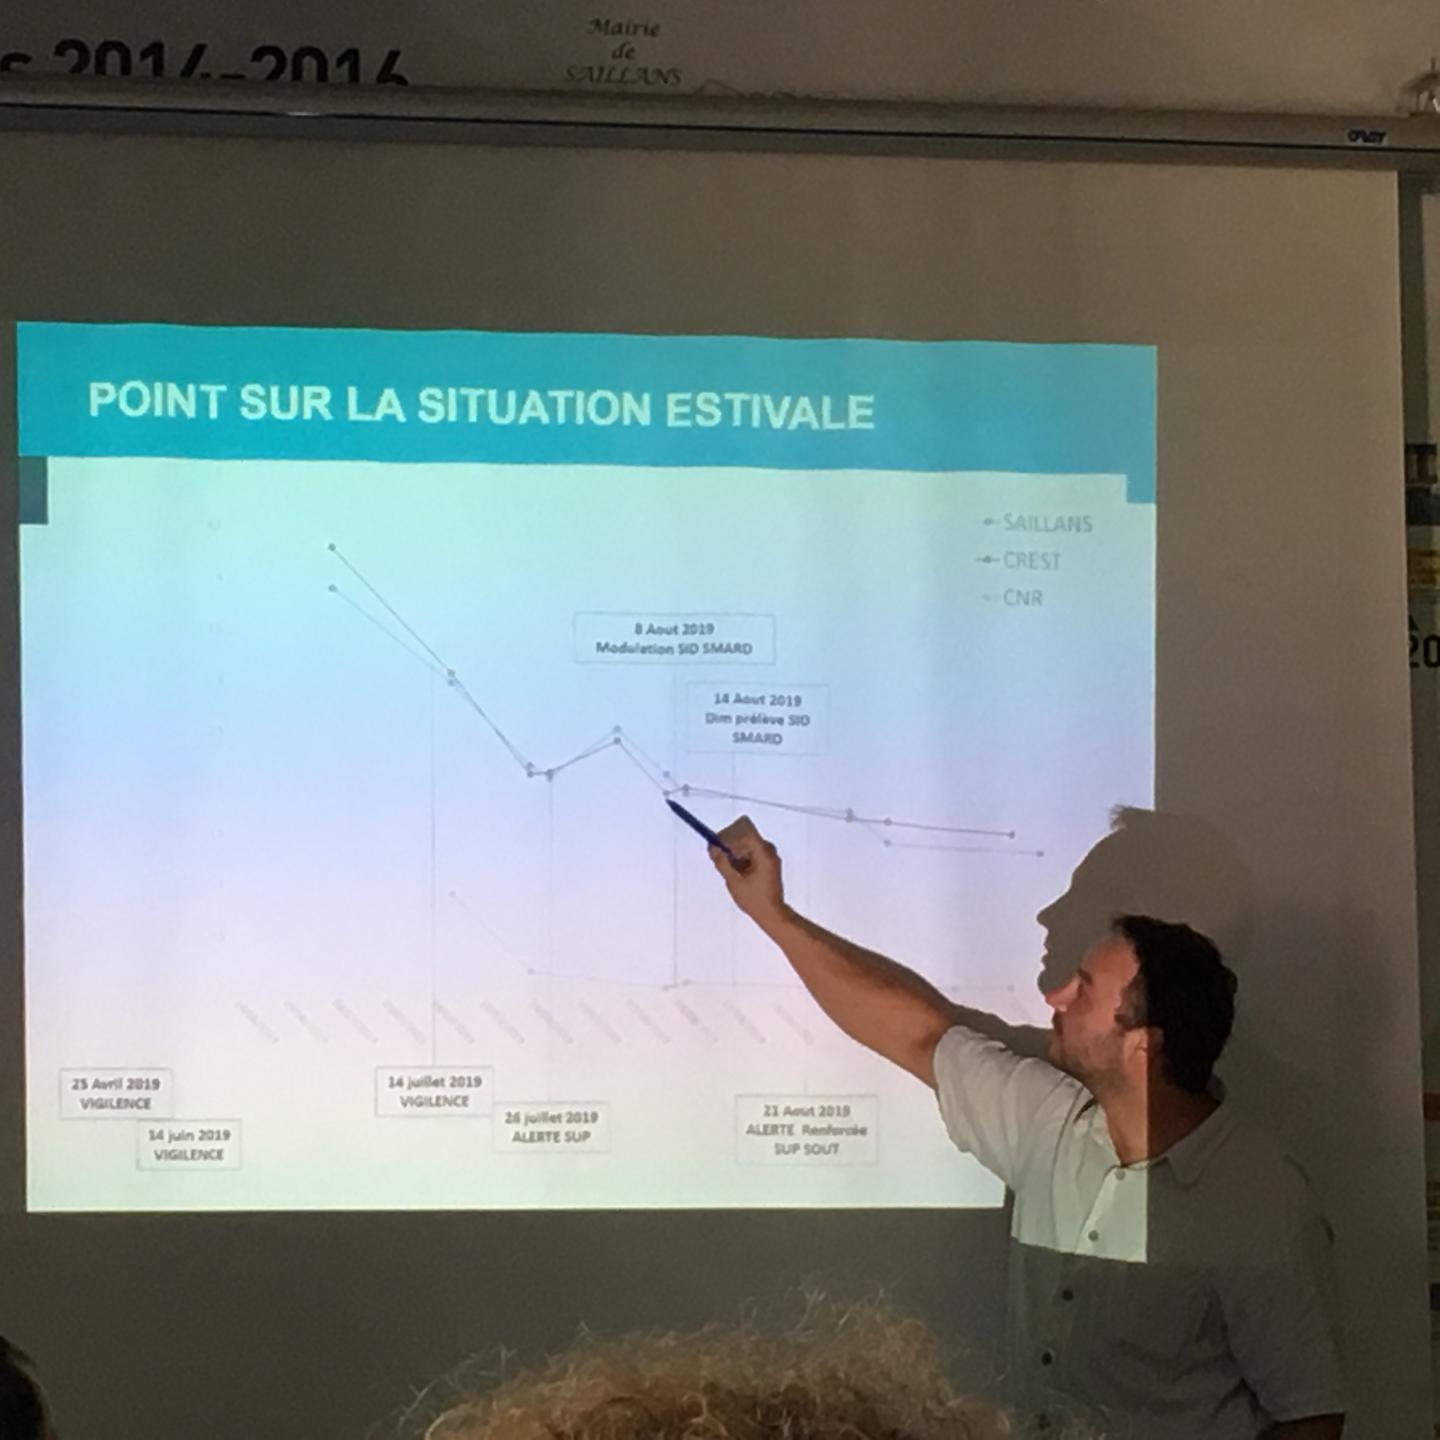 s 2014-2016
Mairie
de
SAILLANS
ORAY
POINT SUR LA SITUATION ESTIVALE
SAILLANS
CREST
CNR
8 Aout 2019
Modulation SID SMARD
14 Aout 2019
Dim prélève SID
SMARD
25 Avril 2019
VIGILENCE
14 juin 2019
VIGILENCE
14 juillet 2019
VIGILENCE
26 juillet 2019
ALERTE SUP
21 Aout 2019
ALERTE Renforcée
SUP SOUT
20